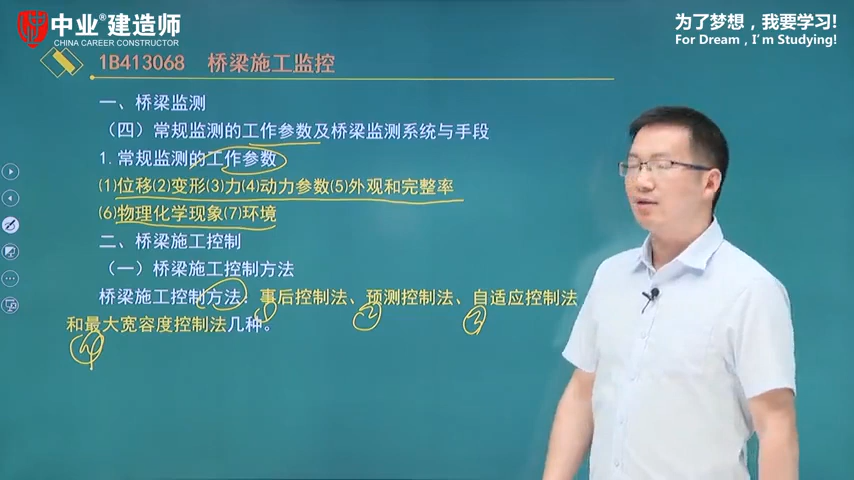 中业®建造师
CHINA CAREER CONSTRUCTOR
为了梦想，我要学习!
For Dream, I'm Studying!
1B413068 桥梁施工监控
一、桥梁监测
（四）常规监测的工作参数及桥梁监测系统与手段
1.常规监测的工作参数
⑴位移⑵变形⑶力⑷动力参数⑸外观和完整率
⑹物理化学现象⑺环境
二、桥梁施工控制
（一）桥梁施工控制方法
桥梁施工控制方法：事后控制法、预测控制法、自适应控制法
和最大宽容度控制法几种。
① ② ③
④